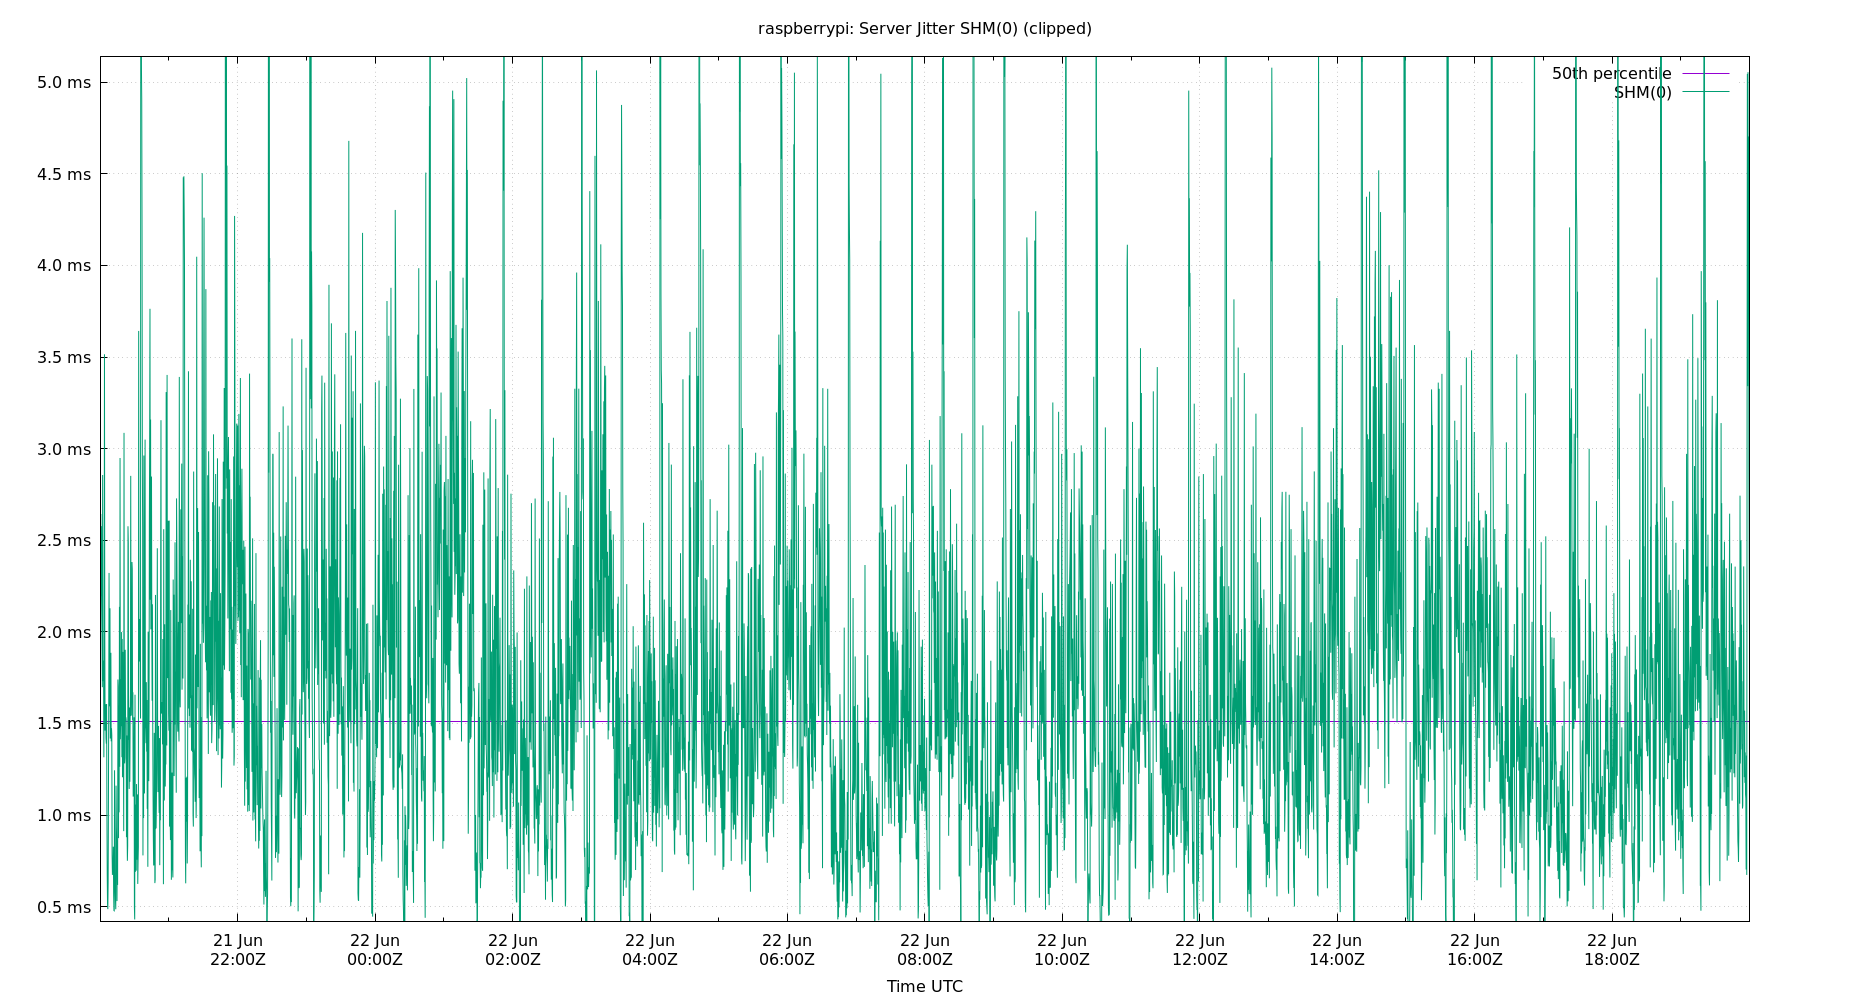 raspberrypi: Server Jitter SHM(0) (clipped)
50th percentile
SHM(0)
5.0 ms
4.5 ms
4.0 ms
3.5 ms
3.0 ms
2.5 ms
2.0 ms
1.5 ms
1.0 ms
0.5 ms
21 Jun 22 Jun 22 Jun 22 Jun 22 Jun 22 Jun 22 Jun 22 Jun 22 Jun 22 Jun 22 Jun
22:00Z 00:00Z 02:00Z 04:00Z 06:00Z 08:00Z 10:00Z 12:00Z 14:00Z 16:00Z 18:00Z
Time UTC